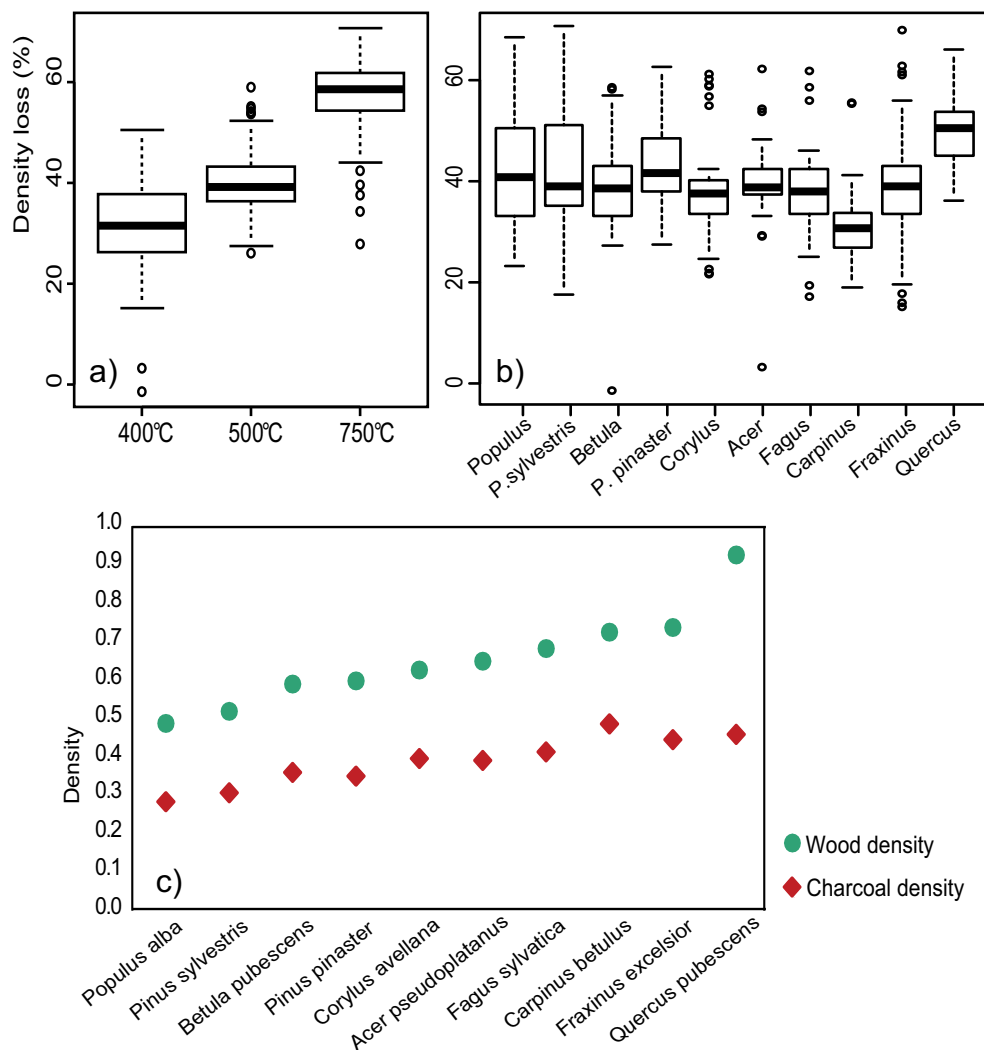 Density loss (%)
0
20
40
60
a)
400°C
500°C
750°C
0
20
40
60
b)
Populus
P.sylvestris
Betula
P. pinaster
Corylus
Acer
Fagus
Carpinus
Fraxinus
Quercus
Density
1.0
0.9
0.8
0.7
0.6
0.5
0.4
0.3
0.2
0.1
0.0
c)
Wood density
Charcoal density
Populus alba
Pinus sylvestris
Betula pubescens
Pinus pinaster
Corylus avellana
Acer pseudoplatanus
Fagus sylvatica
Carpinus betulus
Fraxinus excelsior
Quercus pubescens